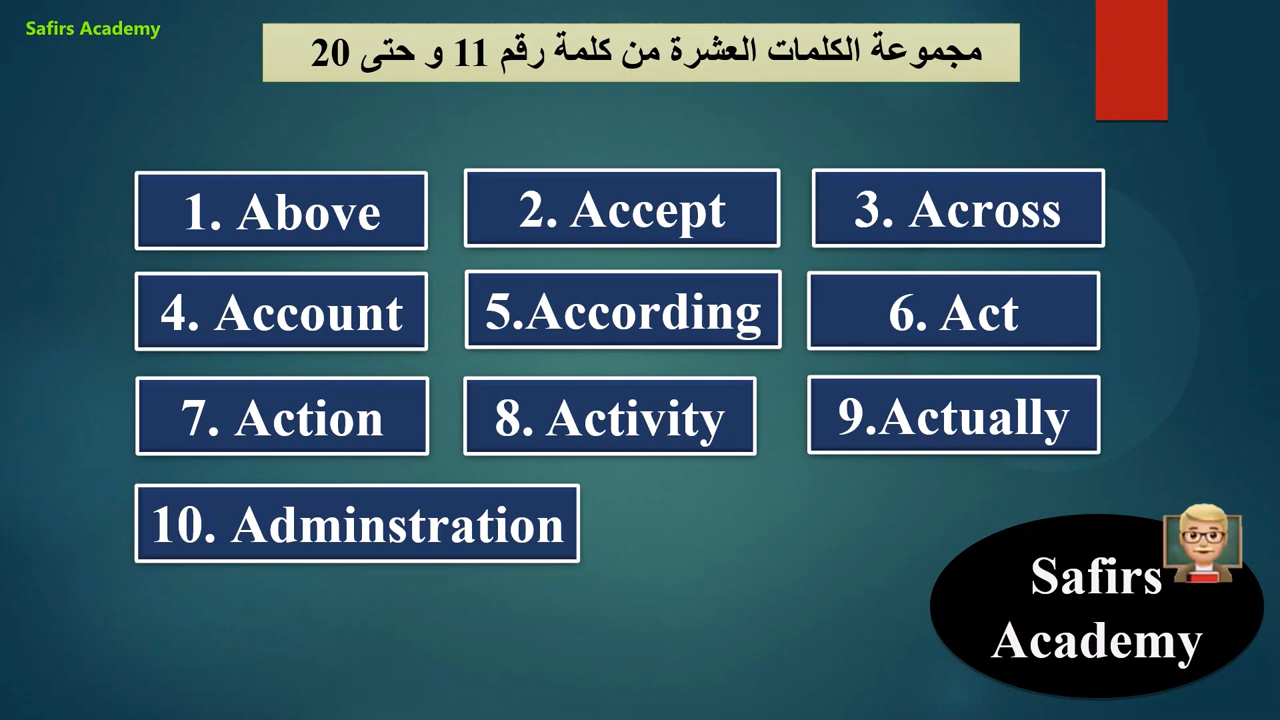 Safirs Academy
مجموعة الكلمات العشرة من كلمة رقم 11 و حتى 20
1. Above
2. Accept
3. Across
4. Account
5.According
6. Act
7. Action
8. Activity
9.Actually
10. Adminstration
Safirs
Academy